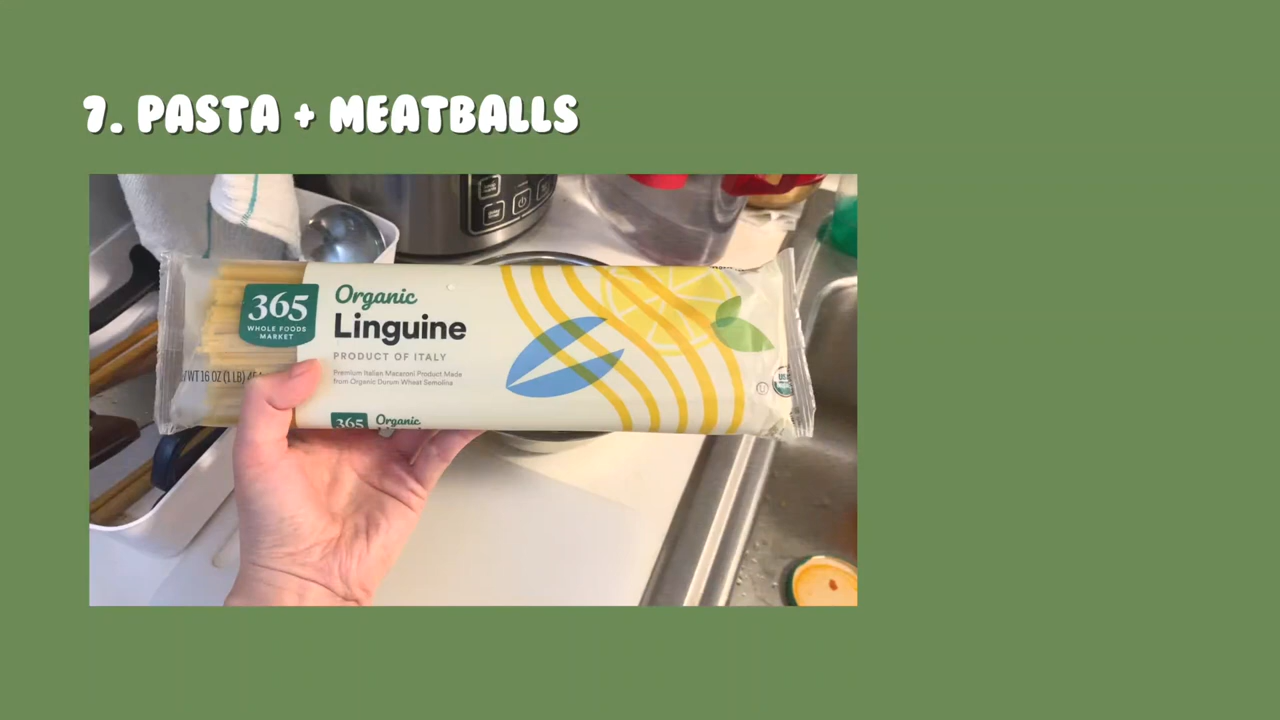 7. PASTA + MEATBALLS
365
WHOLE FOODS
MARKET
Organic
Linguine
PRODUCT OF ITALY
Premium Italian Macaroni Product Made
from Organic Durum Wheat Semolina
WT 16 OZ (1 LB)
365
Organic